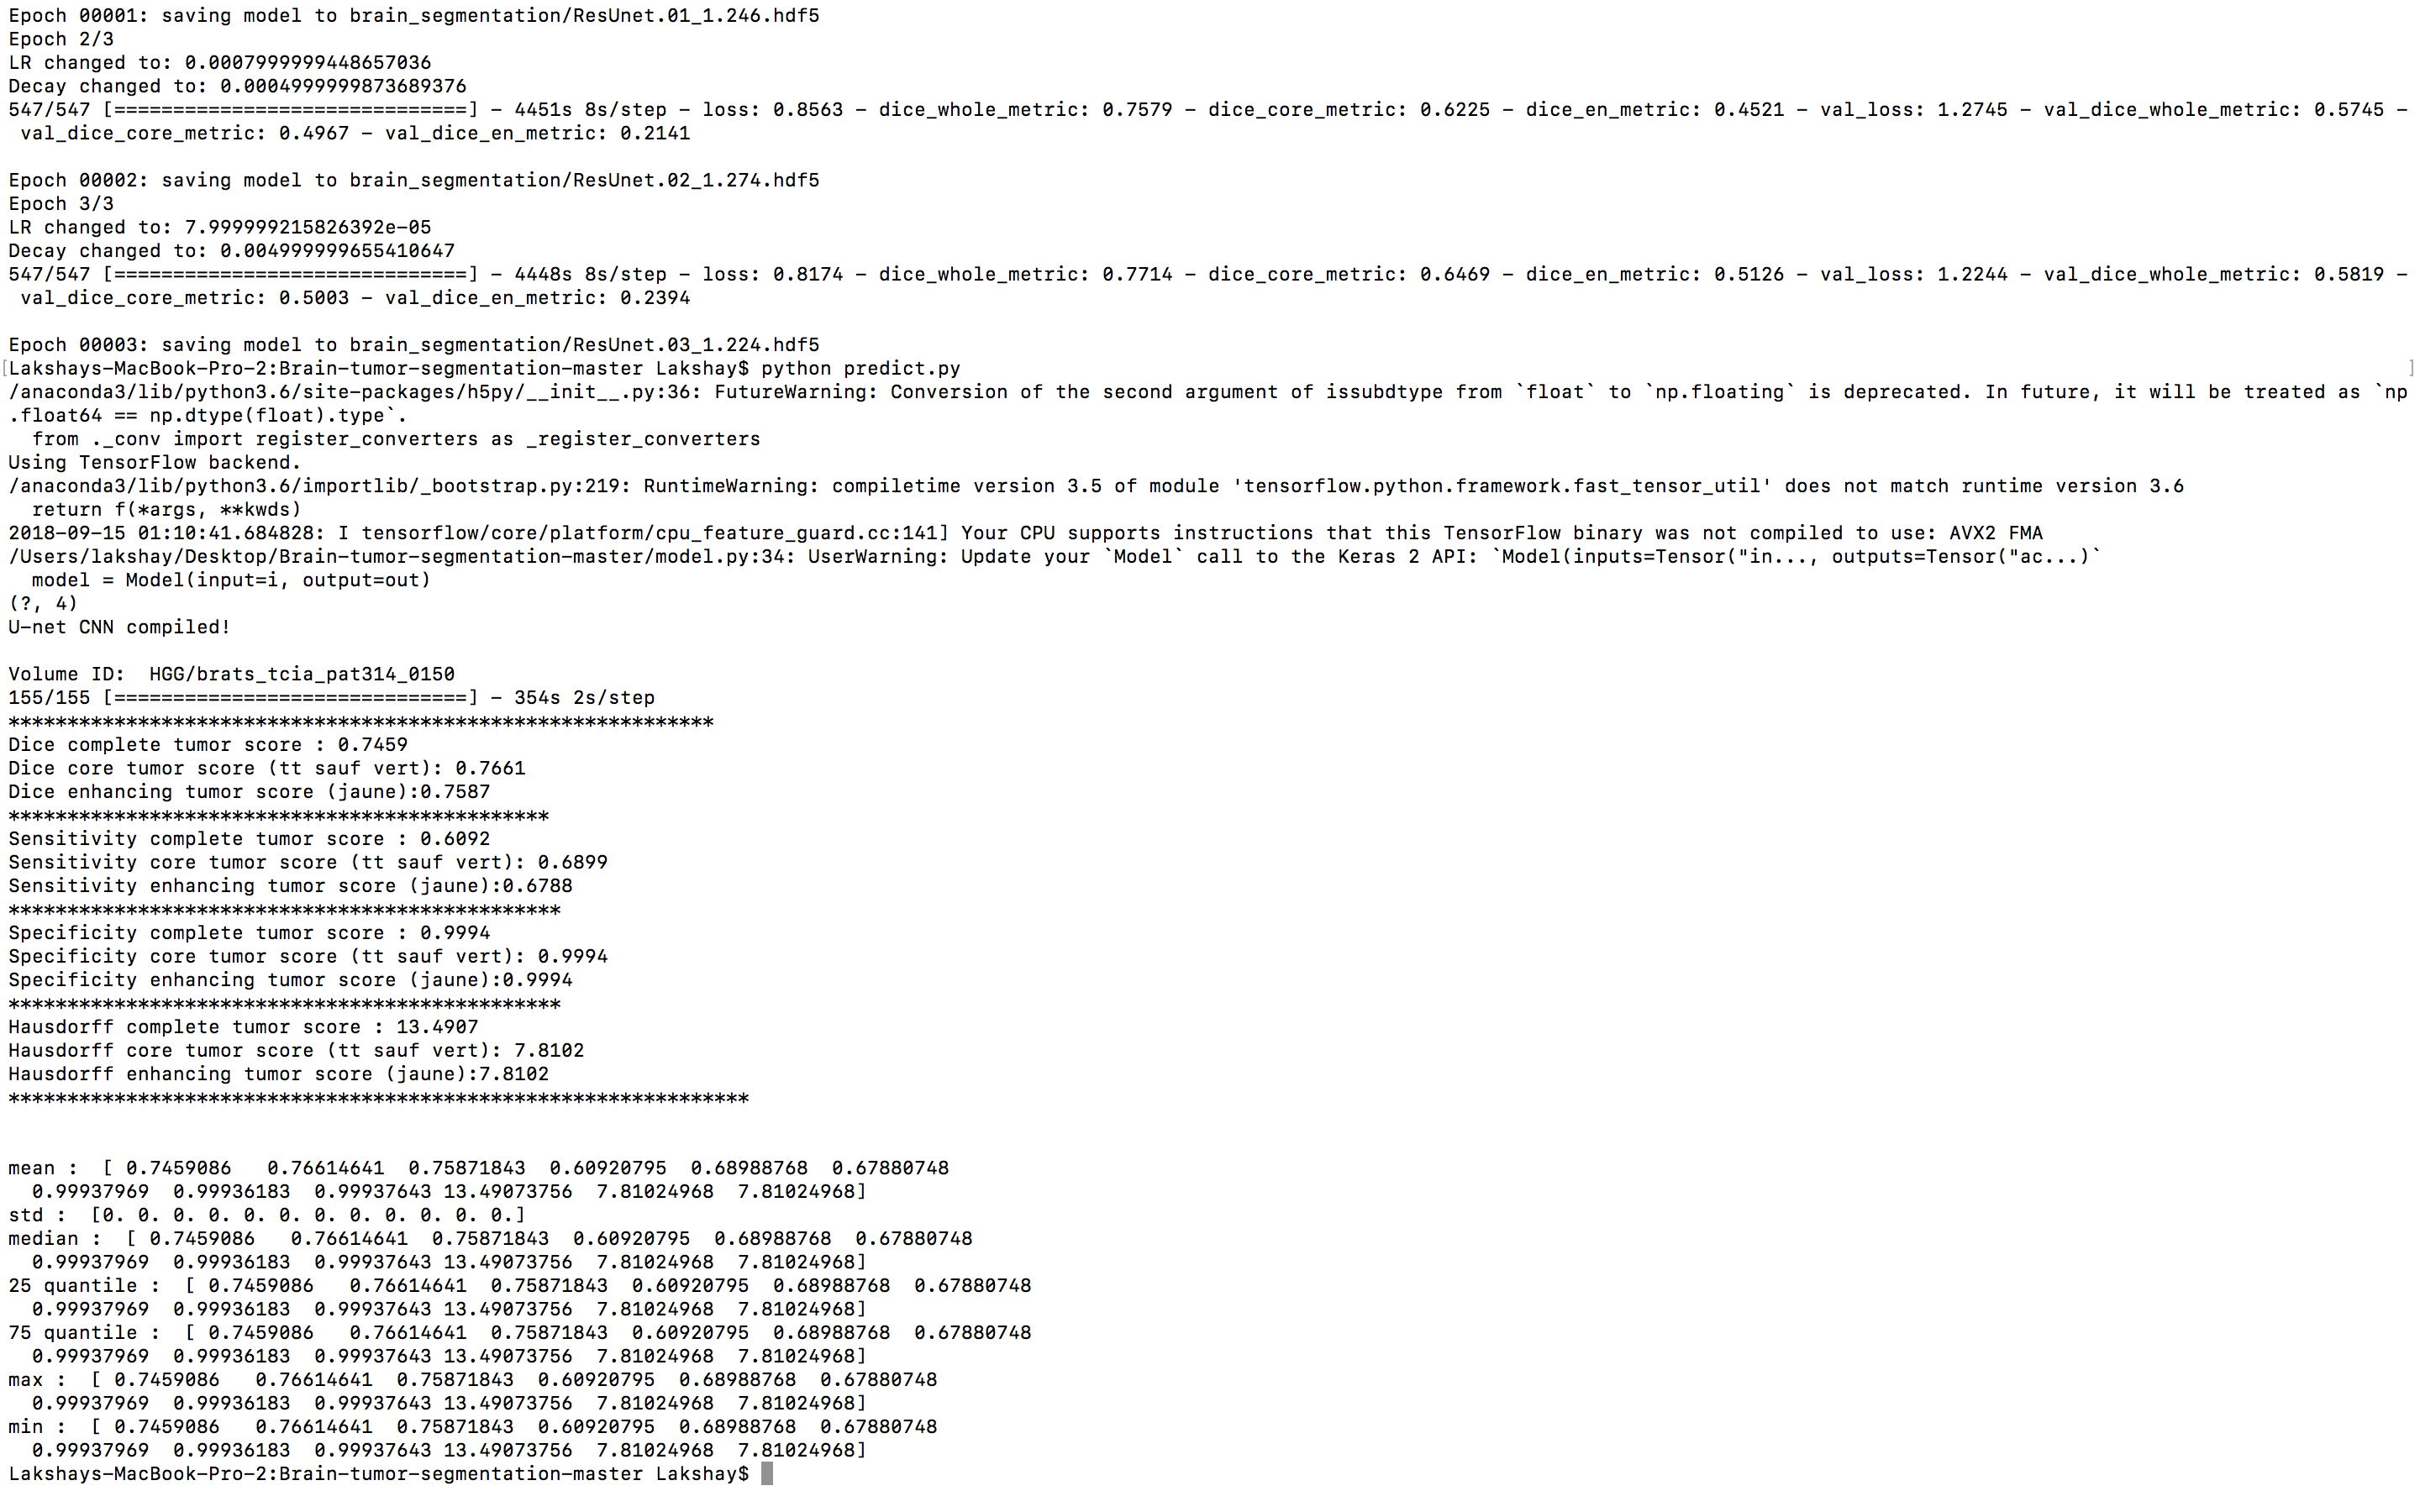 Epoch 00001: saving model to brain_segmentation/ResUnet.01_1.246.hdf5
Epoch 2/3
LR changed to: 0.0007999999448657036
Decay changed to: 0.0004999999873689376
547/547 [==============================] - 4451s 8s/step - loss: 0.8563 - dice_whole_metric: 0.7579 - dice_core_metric: 0.6225 - dice_en_metric: 0.4521 - val_loss: 1.2745 - val_dice_whole_metric: 0.5745 -
 val_dice_core_metric: 0.4967 - val_dice_en_metric: 0.2141

Epoch 00002: saving model to brain_segmentation/ResUnet.02_1.274.hdf5
Epoch 3/3
LR changed to: 7.999999215826392e-05
Decay changed to: 0.004999999655410647
547/547 [==============================] - 4448s 8s/step - loss: 0.8174 - dice_whole_metric: 0.7714 - dice_core_metric: 0.6469 - dice_en_metric: 0.5126 - val_loss: 1.2244 - val_dice_whole_metric: 0.5819 -
 val_dice_core_metric: 0.5003 - val_dice_en_metric: 0.2394

Epoch 00003: saving model to brain_segmentation/ResUnet.03_1.224.hdf5
[Lakshays-MacBook-Pro-2:Brain-tumor-segmentation-master Lakshay$ python predict.py ]
/anaconda3/lib/python3.6/site-packages/h5py/__init__.py:36: FutureWarning: Conversion of the second argument of issubdtype from `float` to `np.floating` is deprecated. In future, it will be treated as `np
.float64 == np.dtype(float).type`.
  from ._conv import register_converters as _register_converters
Using TensorFlow backend.
/anaconda3/lib/python3.6/importlib/_bootstrap.py:219: RuntimeWarning: compiletime version 3.5 of module 'tensorflow.python.framework.fast_tensor_util' does not match runtime version 3.6
  return f(*args, **kwds)
2018-09-15 01:10:41.684828: I tensorflow/core/platform/cpu_feature_guard.cc:141] Your CPU supports instructions that this TensorFlow binary was not compiled to use: AVX2 FMA
/Users/lakshay/Desktop/Brain-tumor-segmentation-master/model.py:34: UserWarning: Update your `Model` call to the Keras 2 API: `Model(inputs=Tensor("in..., outputs=Tensor("ac...)`
  model = Model(input=i, output=out)
(?, 4)
U-net CNN compiled!

Volume ID:  HGG/brats_tcia_pat314_0150
155/155 [==============================] - 354s 2s/step
************************************************************
Dice complete tumor score : 0.7459
Dice core tumor score (tt sauf vert): 0.7661
Dice enhancing tumor score (jaune):0.7587
**********************************************
Sensitivity complete tumor score : 0.6092
Sensitivity core tumor score (tt sauf vert): 0.6899
Sensitivity enhancing tumor score (jaune):0.6788
***********************************************
Specificity complete tumor score : 0.9994
Specificity core tumor score (tt sauf vert): 0.9994
Specificity enhancing tumor score (jaune):0.9994
***********************************************
Hausdorff complete tumor score : 13.4907
Hausdorff core tumor score (tt sauf vert): 7.8102
Hausdorff enhancing tumor score (jaune):7.8102
***************************************************************

mean :  [ 0.7459086   0.76614641  0.75871843  0.60920795  0.68988768  0.67880748
  0.99937969  0.99936183  0.99937643 13.49073756  7.81024968  7.81024968]
std :  [0. 0. 0. 0. 0. 0. 0. 0. 0. 0. 0. 0.]
median :  [ 0.7459086   0.76614641  0.75871843  0.60920795  0.68988768  0.67880748
  0.99937969  0.99936183  0.99937643 13.49073756  7.81024968  7.81024968]
25 quantile :  [ 0.7459086   0.76614641  0.75871843  0.60920795  0.68988768  0.67880748
  0.99937969  0.99936183  0.99937643 13.49073756  7.81024968  7.81024968]
75 quantile :  [ 0.7459086   0.76614641  0.75871843  0.60920795  0.68988768  0.67880748
  0.99937969  0.99936183  0.99937643 13.49073756  7.81024968  7.81024968]
max :  [ 0.7459086   0.76614641  0.75871843  0.60920795  0.68988768  0.67880748
  0.99937969  0.99936183  0.99937643 13.49073756  7.81024968  7.81024968]
min :  [ 0.7459086   0.76614641  0.75871843  0.60920795  0.68988768  0.67880748
  0.99937969  0.99936183  0.99937643 13.49073756  7.81024968  7.81024968]
Lakshays-MacBook-Pro-2:Brain-tumor-segmentation-master Lakshay$